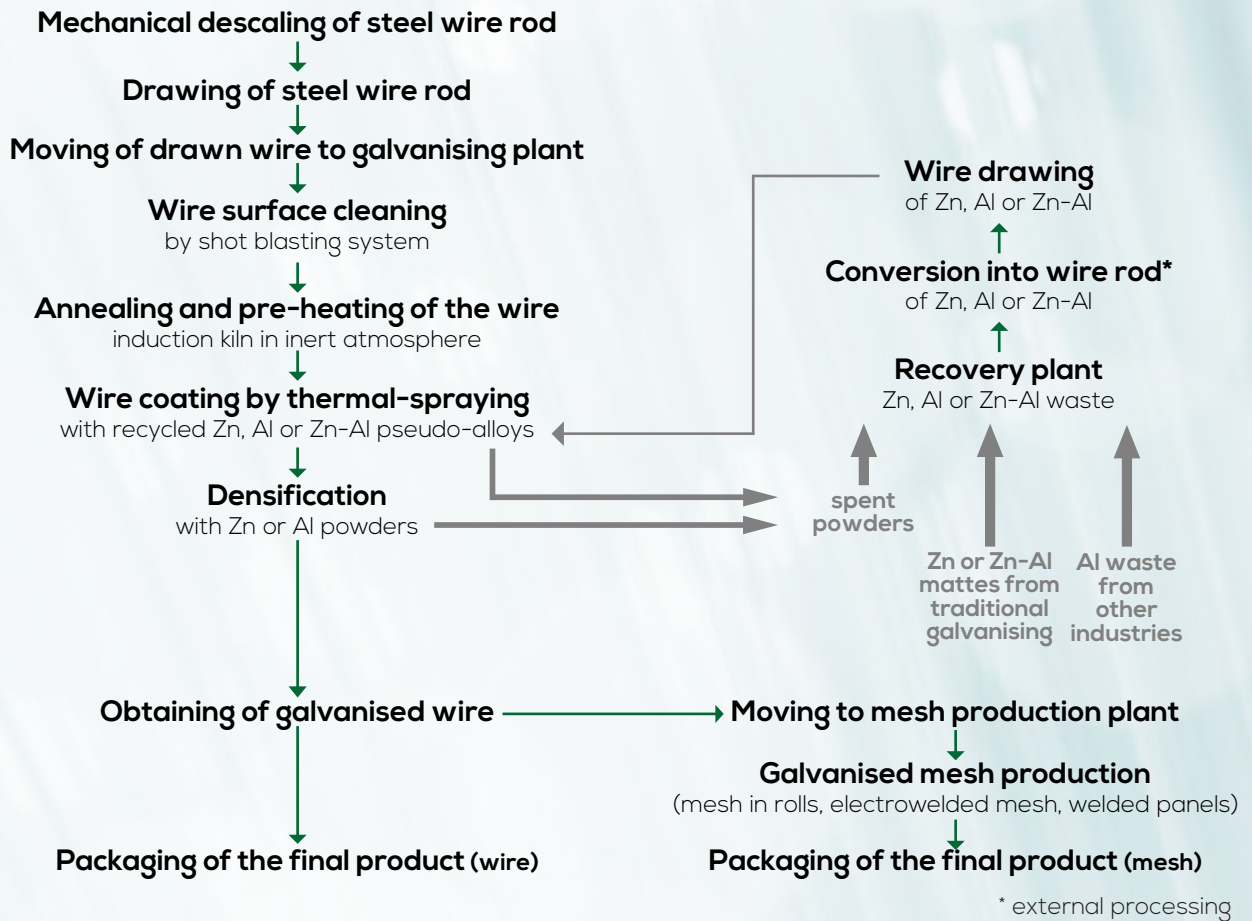 Mechanical descaling of steel wire rod
Drawing of steel wire rod
Moving of drawn wire to galvanising plant
Wire surface cleaning
by shot blasting system
Annealing and pre-heating of the wire
induction kiln in inert atmosphere
Wire coating by thermal-spraying
with recycled Zn, Al or Zn-Al pseudo-alloys
Densification
with Zn or Al powders
Wire drawing
of Zn, Al or Zn-Al
Conversion into wire rod*
of Zn, Al or Zn-Al
Recovery plant
Zn, Al or Zn-Al waste
spent
powders
Zn or Zn-Al
mattes from
traditional
galvanising
Al waste
from
other
industries
Obtaining of galvanised wire
Moving to mesh production plant
Galvanised mesh production
(mesh in rolls, electrowelded mesh, welded panels)
Packaging of the final product (wire)
Packaging of the final product (mesh)
* external processing